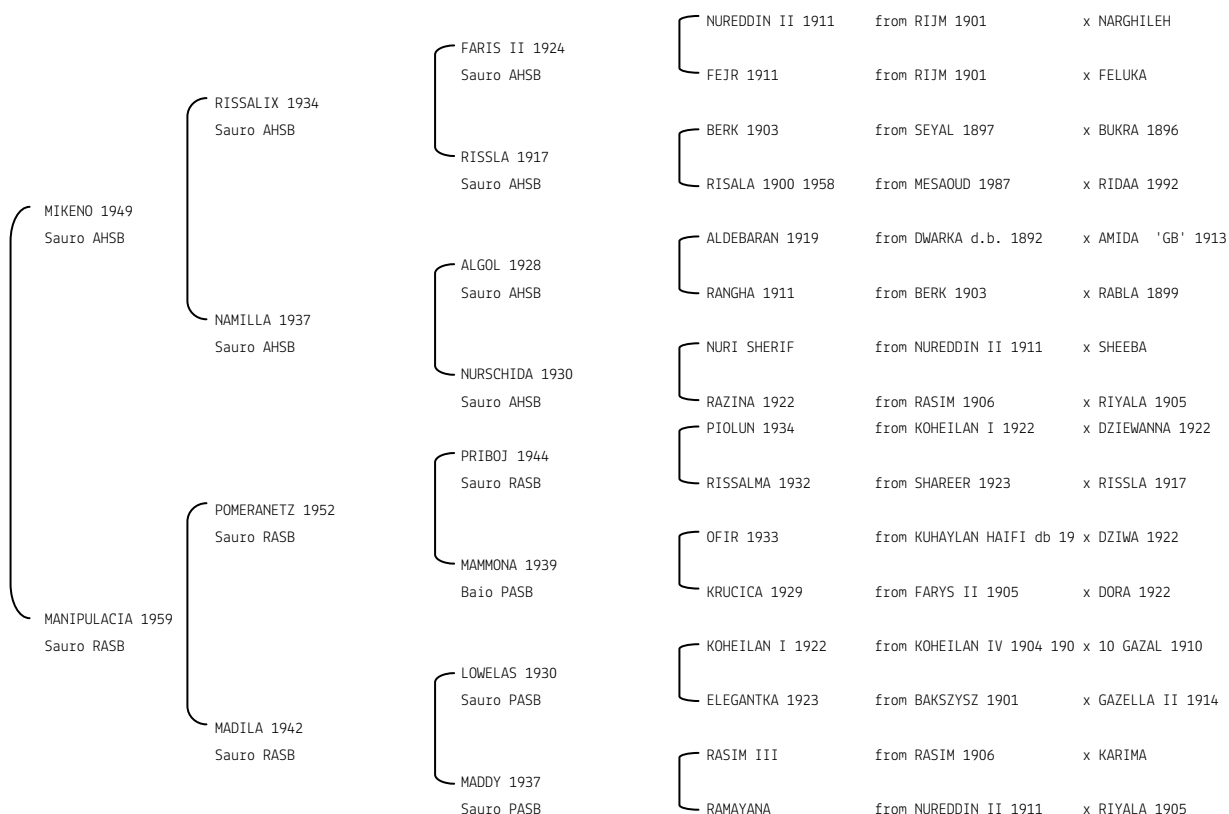 NUREDDIN II 1911 from RIJM 1901 x NARGHILEH
FARIS II 1924
Sauro AHSB
FEJR 1911 from RIJM 1901 x FELUKA
RISSALIX 1934
Sauro AHSB
BERK 1903 from SEYAL 1897 x BUKRA 1896
RISSLA 1917
Sauro AHSB
RISALA 1900 1958 from MESAOUD 1987 x RIDAA 1992
MIKENO 1949
Sauro AHSB
ALDEBARAN 1919 from DWARKA d.b. 1892 x AMIDA 'GB' 1913
ALGOL 1928
Sauro AHSB
RANGHA 1911 from BERK 1903 x RABLA 1899
NAMILLA 1937
Sauro AHSB
NURI SHERIF from NUREDDIN II 1911 x SHEEBA
NURSCHIDA 1930
Sauro AHSB
RAZINA 1922 from RASIM 1906 x RIYALA 1905
PIOLUN 1934 from KOHEILAN I 1922 x DZIEWANNA 1922
PRIBOJ 1944
Sauro RASB
RISSALMA 1932 from SHAREER 1923 x RISSLA 1917
POMERANETZ 1952
Sauro RASB
OFIR 1933 from KUHAYLAN HAIFI db 19 x DZIWA 1922
MAMMONA 1939
Baio PASB
KRUCICA 1929 from FARYS II 1905 x DORA 1922
MANIPULACIA 1959
Sauro RASB
KOHEILAN I 1922 from KOHEILAN IV 1904 190 x 10 GAZAL 1910
LOWELAS 1930
Sauro PASB
ELEGANTKA 1923 from BAKSZYSZ 1901 x GAZELLA II 1914
MADILA 1942
Sauro RASB
RASIM III from RASIM 1906 x KARIMA
MADDY 1937
Sauro PASB
RAMAYANA from NUREDDIN II 1911 x RIYALA 1905